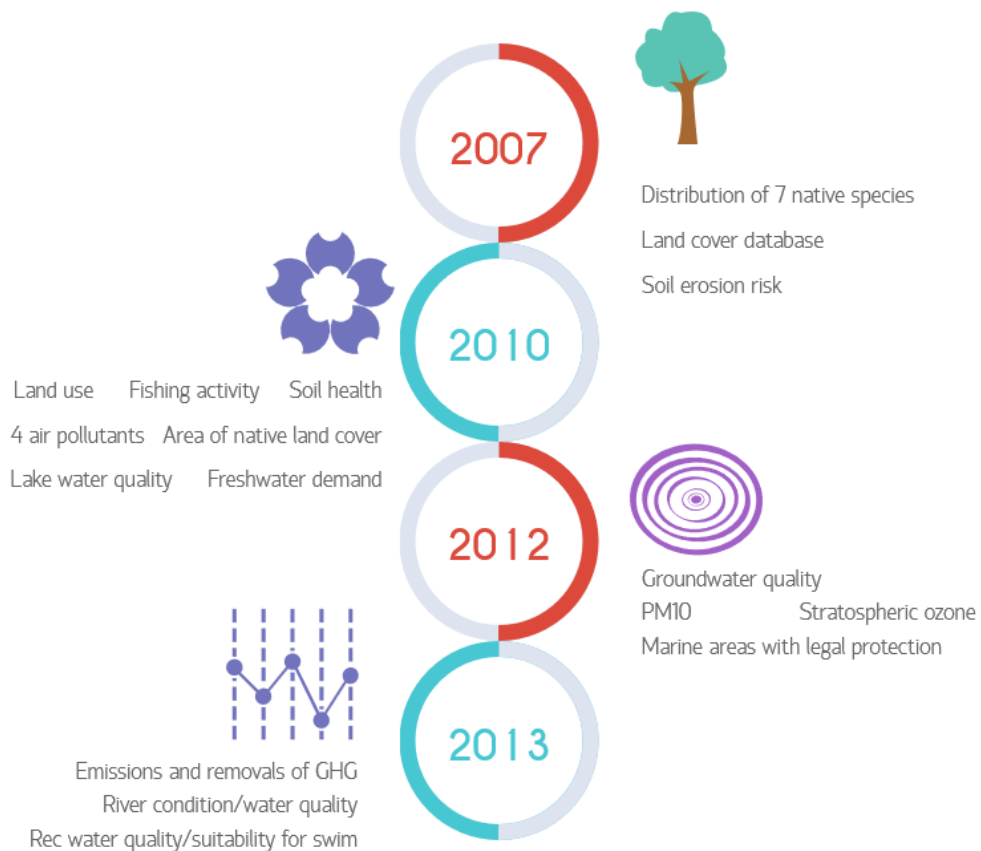 2007
Distribution of 7 native species
Land cover database
Soil erosion risk
2010
Land use Fishing activity Soil health
4 air pollutants Area of native land cover
Lake water quality Freshwater demand
2012
Groundwater quality
PM10 Stratospheric ozone
Marine areas with legal protection
2013
Emissions and removals of GHG
River condition/water quality
Rec water quality/suitability for swim